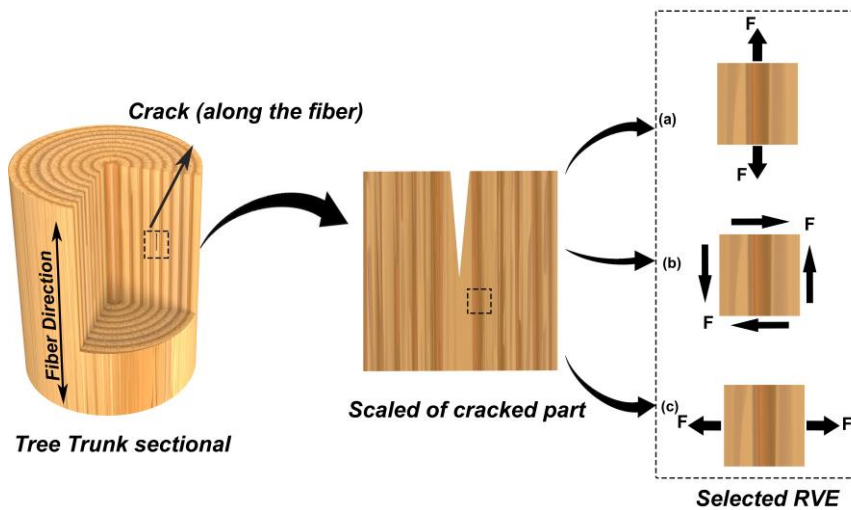 Crack (along the fiber)
Fiber Direction
Tree Trunk sectional
Scaled of cracked part
(a)
F
F
(b)
F
F
(c)
F
F
Selected RVE